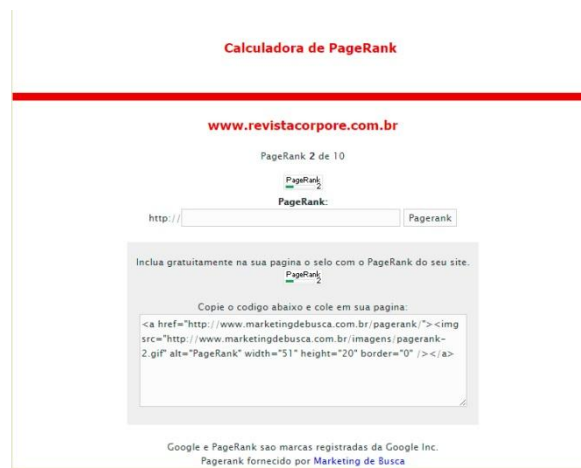 Calculadora de PageRank
www.revistacorpore.com.br
PageRank 2 de 10
PageRank
2
PageRank:
http://
Pagerank
Inclua gratuitamente na sua pagina o selo com o PageRank do seu site.
PageRank
2
Copie o codigo abaixo e cole em sua pagina:
<a href="http://www.marketingdebusca.com.br/pagerank/"><img
src="http://www.marketingdebusca.com.br/imagens/pagerank-
2.gif" alt="PageRank" width="51" height="20" border="0" /></a>
Google e PageRank sao marcas registradas da Google Inc.
Pagerank fornecido por Marketing de Busca